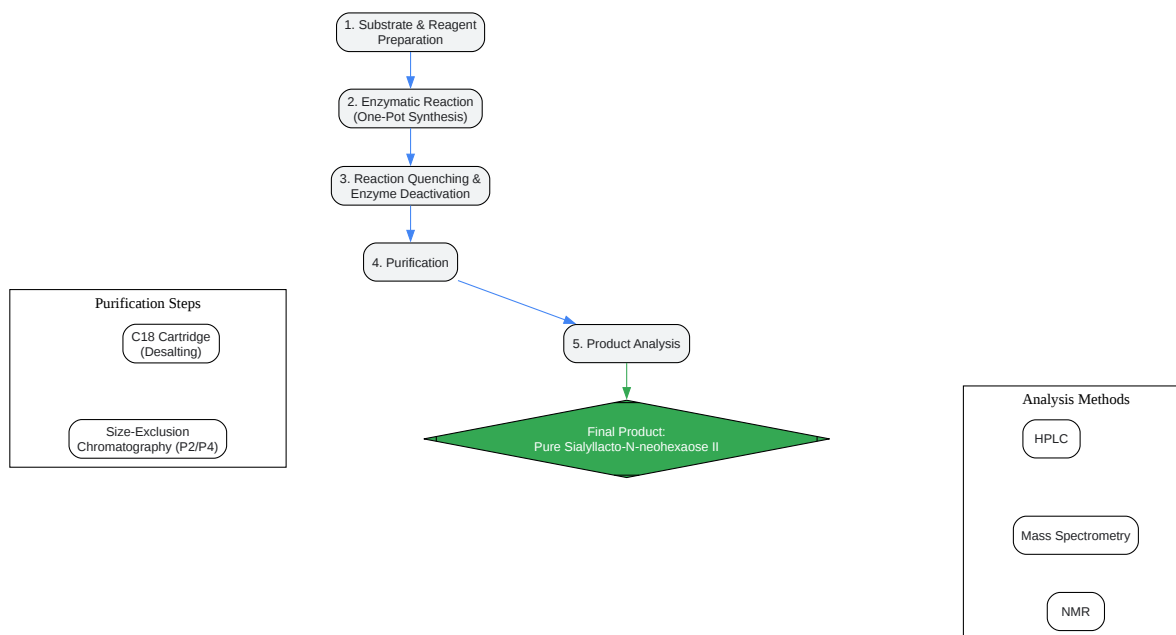 1. Substrate & Reagent
Preparation
2. Enzymatic Reaction
(One-Pot Synthesis)
3. Reaction Quenching &
Enzyme Deactivation
4. Purification
Purification Steps
C18 Cartridge
(Desalting)
Size-Exclusion
Chromatography (P2/P4)
5. Product Analysis
Final Product:
Pure Sialyllacto-N-neohexaose II
Analysis Methods
HPLC
Mass Spectrometry
NMR